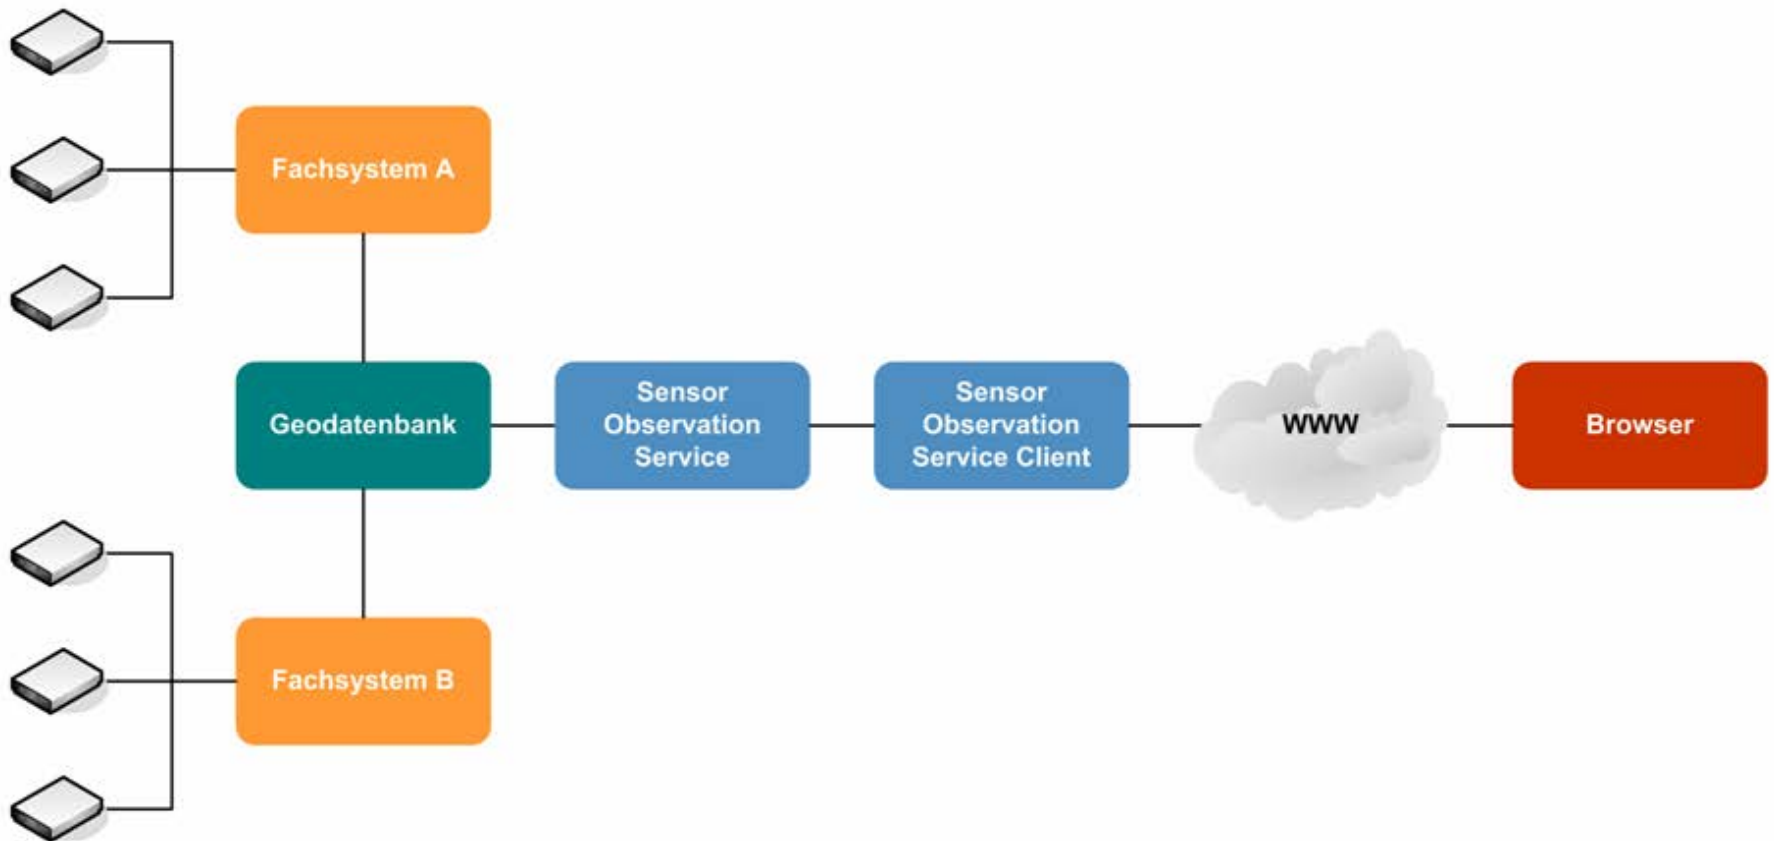 Fachsystem A
Geodatenbank
Sensor
Observation
Service
Sensor
Observation
Service Client
WWW
Browser
Fachsystem B